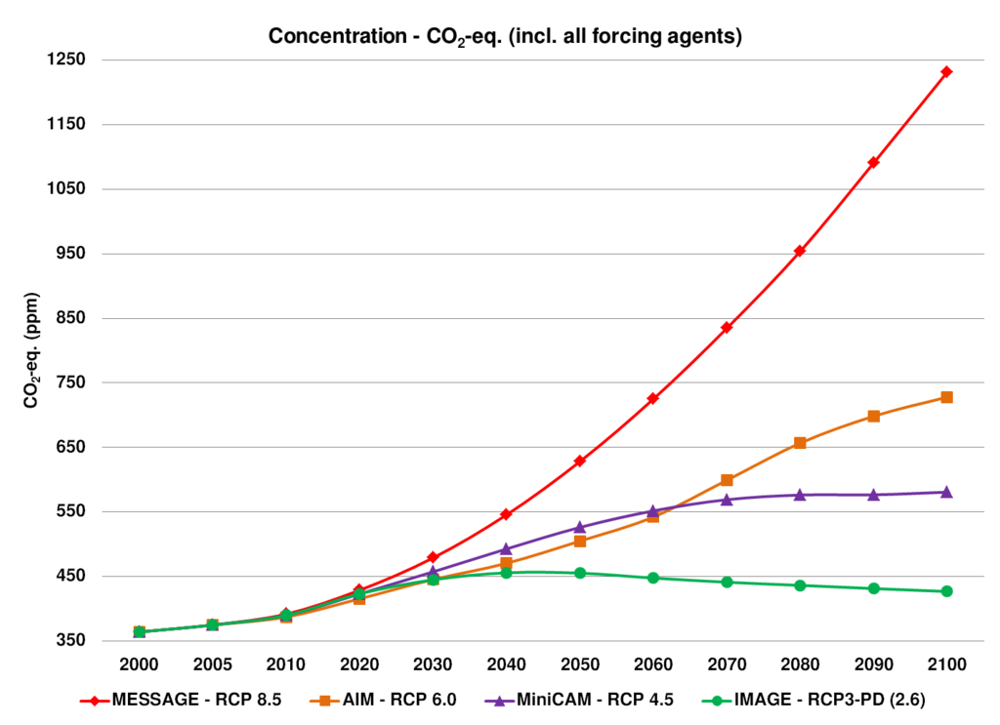 Concentration - CO₂-eq. (incl. all forcing agents)
1250
1150
1050
950
850
750
650
550
450
350
CO₂-eq. (ppm)
2000 2005 2010 2020 2030 2040 2050 2060 2070 2080 2090 2100
MESSAGE - RCP 8.5 AIM - RCP 6.0 MiniCAM - RCP 4.5 IMAGE - RCP3-PD (2.6)